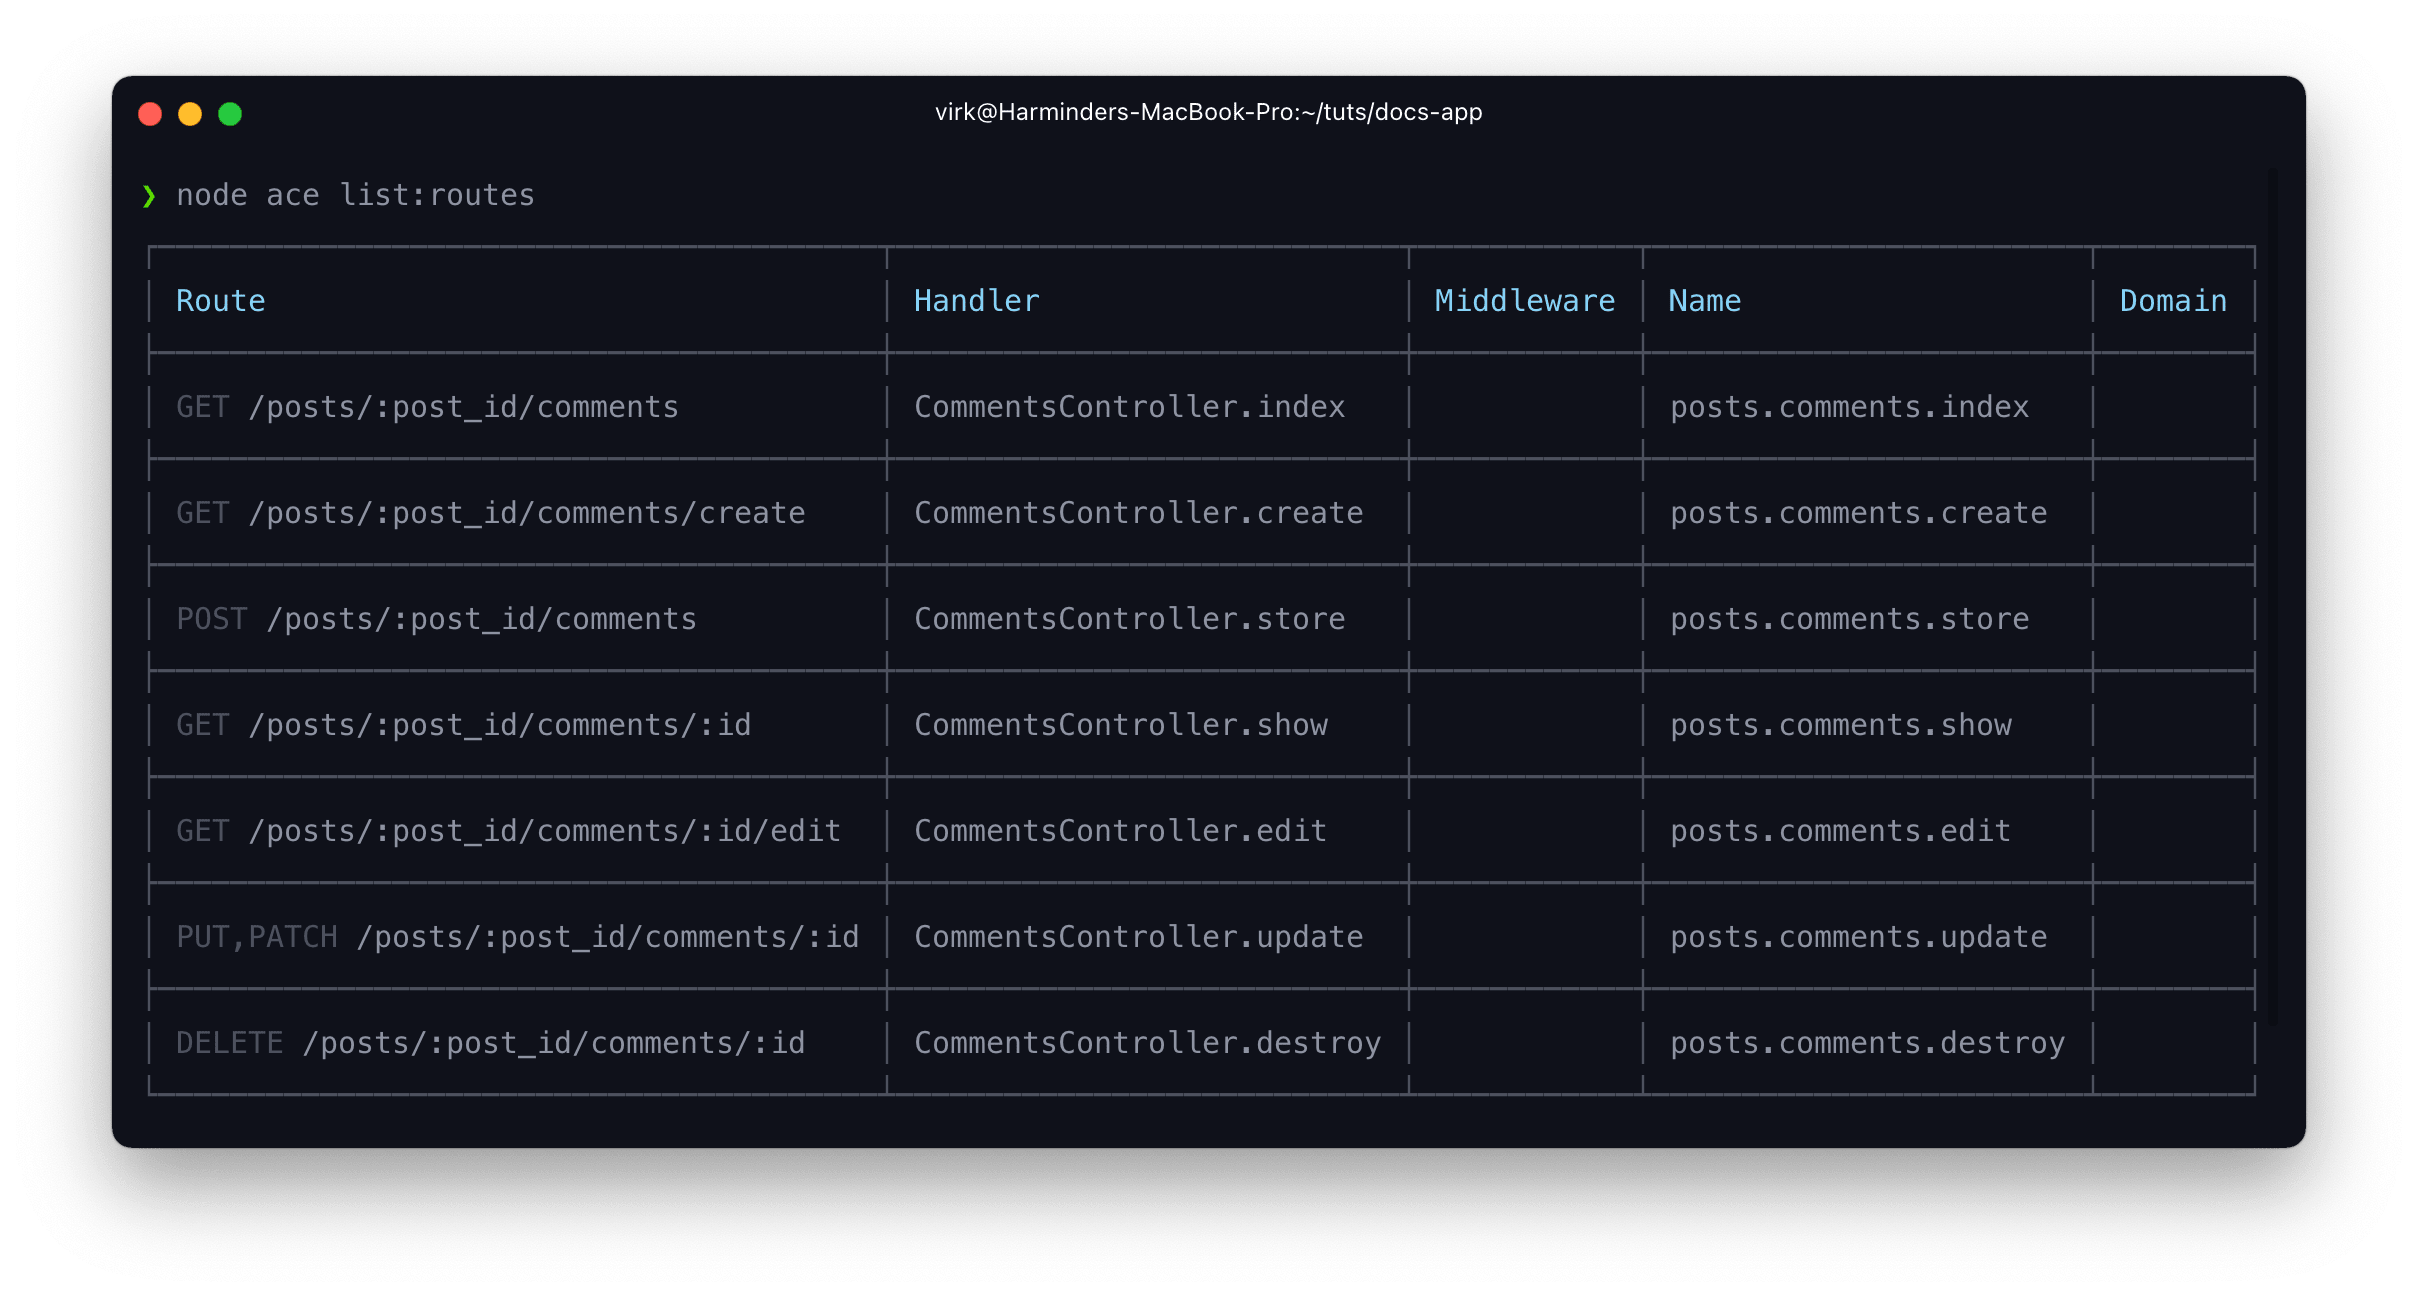 virk@Harminders-MacBook-Pro:~/tuts/docs-app
❯ node ace list:routes
Route Handler Middleware Name Domain
GET /posts/:post_id/comments CommentsController.index posts.comments.index
GET /posts/:post_id/comments/create CommentsController.create posts.comments.create
POST /posts/:post_id/comments CommentsController.store posts.comments.store
GET /posts/:post_id/comments/:id CommentsController.show posts.comments.show
GET /posts/:post_id/comments/:id/edit CommentsController.edit posts.comments.edit
PUT,PATCH /posts/:post_id/comments/:id CommentsController.update posts.comments.update
DELETE /posts/:post_id/comments/:id CommentsController.destroy posts.comments.destroy